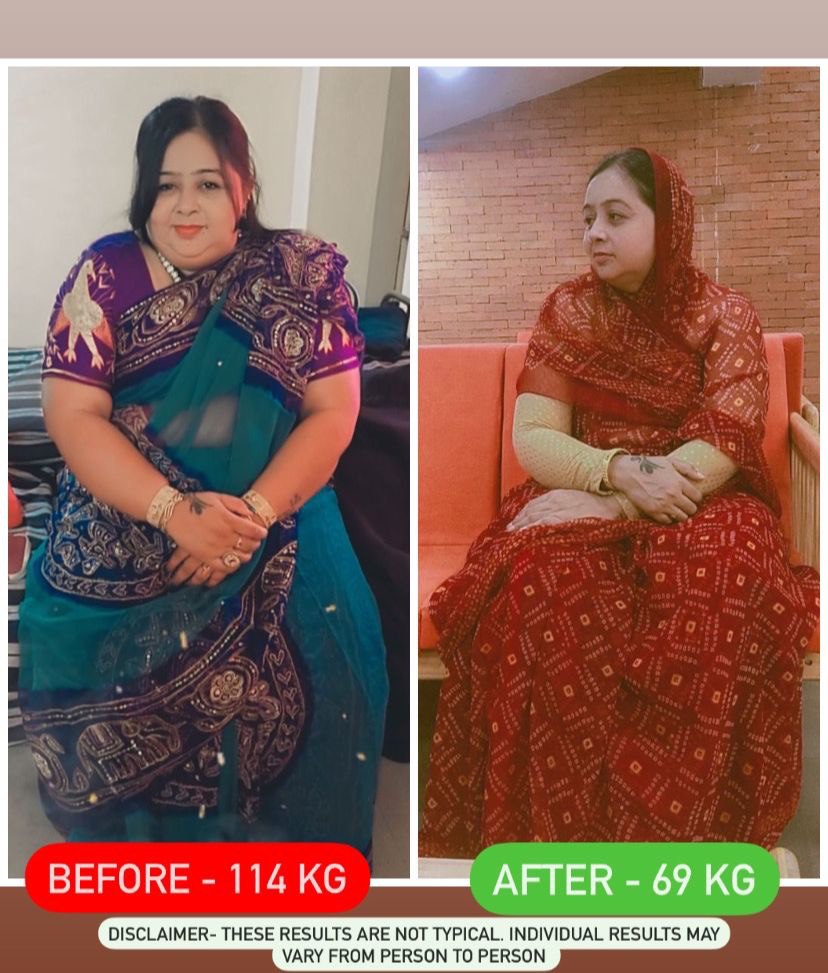 BEFORE - 114 KG
AFTER - 69 KG
DISCLAIMER- THESE RESULTS ARE NOT TYPICAL. INDIVIDUAL RESULTS MAY
VARY FROM PERSON TO PERSON